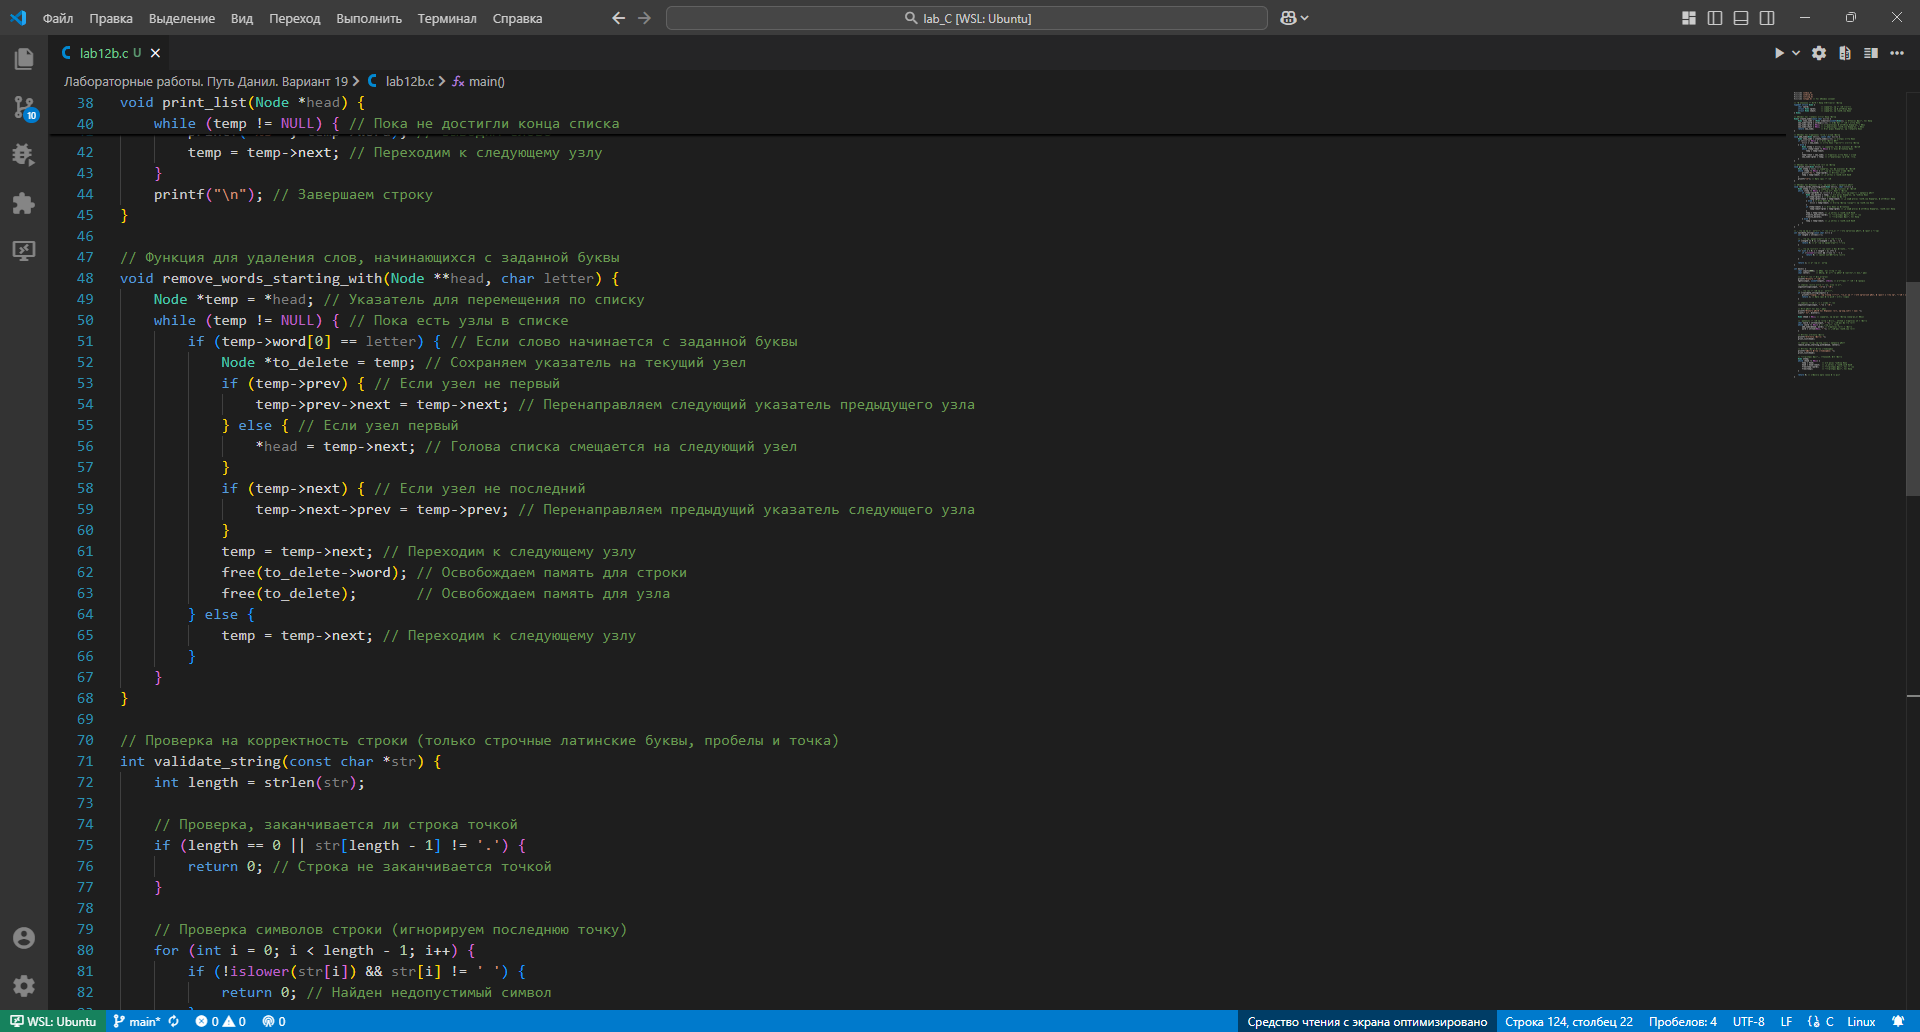 Файл Правка Выделение Вид Переход Выполнить Терминал Справка lab_C [WSL: Ubuntu]
lab12b.c U
Лабораторные работы. Путь Данил. Вариант 19 > lab12b.c > main()
10
38 void print_list(Node *head) {
40 while (temp != NULL) { // Пока не достигли конца списка
42 temp = temp->next; // Переходим к следующему узлу
43 }
44 printf("\n"); // Завершаем строку
45 }
46
47 // Функция для удаления слов, начинающихся с заданной буквы
48 void remove_words_starting_with(Node **head, char letter) {
49 Node *temp = *head; // Указатель для перемещения по списку
50 while (temp != NULL) { // Пока есть узлы в списке
51 if (temp->word[0] == letter) { // Если слово начинается с заданной буквы
52 Node *to_delete = temp; // Сохраняем указатель на текущий узел
53 if (temp->prev) { // Если узел не первый
54 temp->prev->next = temp->next; // Перенаправляем следующий указатель предыдущего узла
55 } else { // Если узел первый
56 *head = temp->next; // Голова списка смещается на следующий узел
57 }
58 if (temp->next) { // Если узел не последний
59 temp->next->prev = temp->prev; // Перенаправляем предыдущий указатель следующего узла
60 }
61 temp = temp->next; // Переходим к следующему узлу
62 free(to_delete->word); // Освобождаем память для строки
63 free(to_delete); // Освобождаем память для узла
64 } else {
65 temp = temp->next; // Переходим к следующему узлу
66 }
67 }
68 }
69
70 // Проверка на корректность строки (только строчные латинские буквы, пробелы и точка)
71 int validate_string(const char *str) {
72 int length = strlen(str);
73
74 // Проверка, заканчивается ли строка точкой
75 if (length == 0 || str[length - 1] != '.') {
76 return 0; // Строка не заканчивается точкой
77 }
78
79 // Проверка символов строки (игнорируем последнюю точку)
80 for (int i = 0; i < length - 1; i++) {
81 if (!islower(str[i]) && str[i] != ' ') {
82 return 0; // Найден недопустимый символ
WSL: Ubuntu main* 0 0 0 Средство чтения с экрана оптимизировано Строка 124, столбец 22 Пробелов: 4 UTF-8 LF {} C Linux